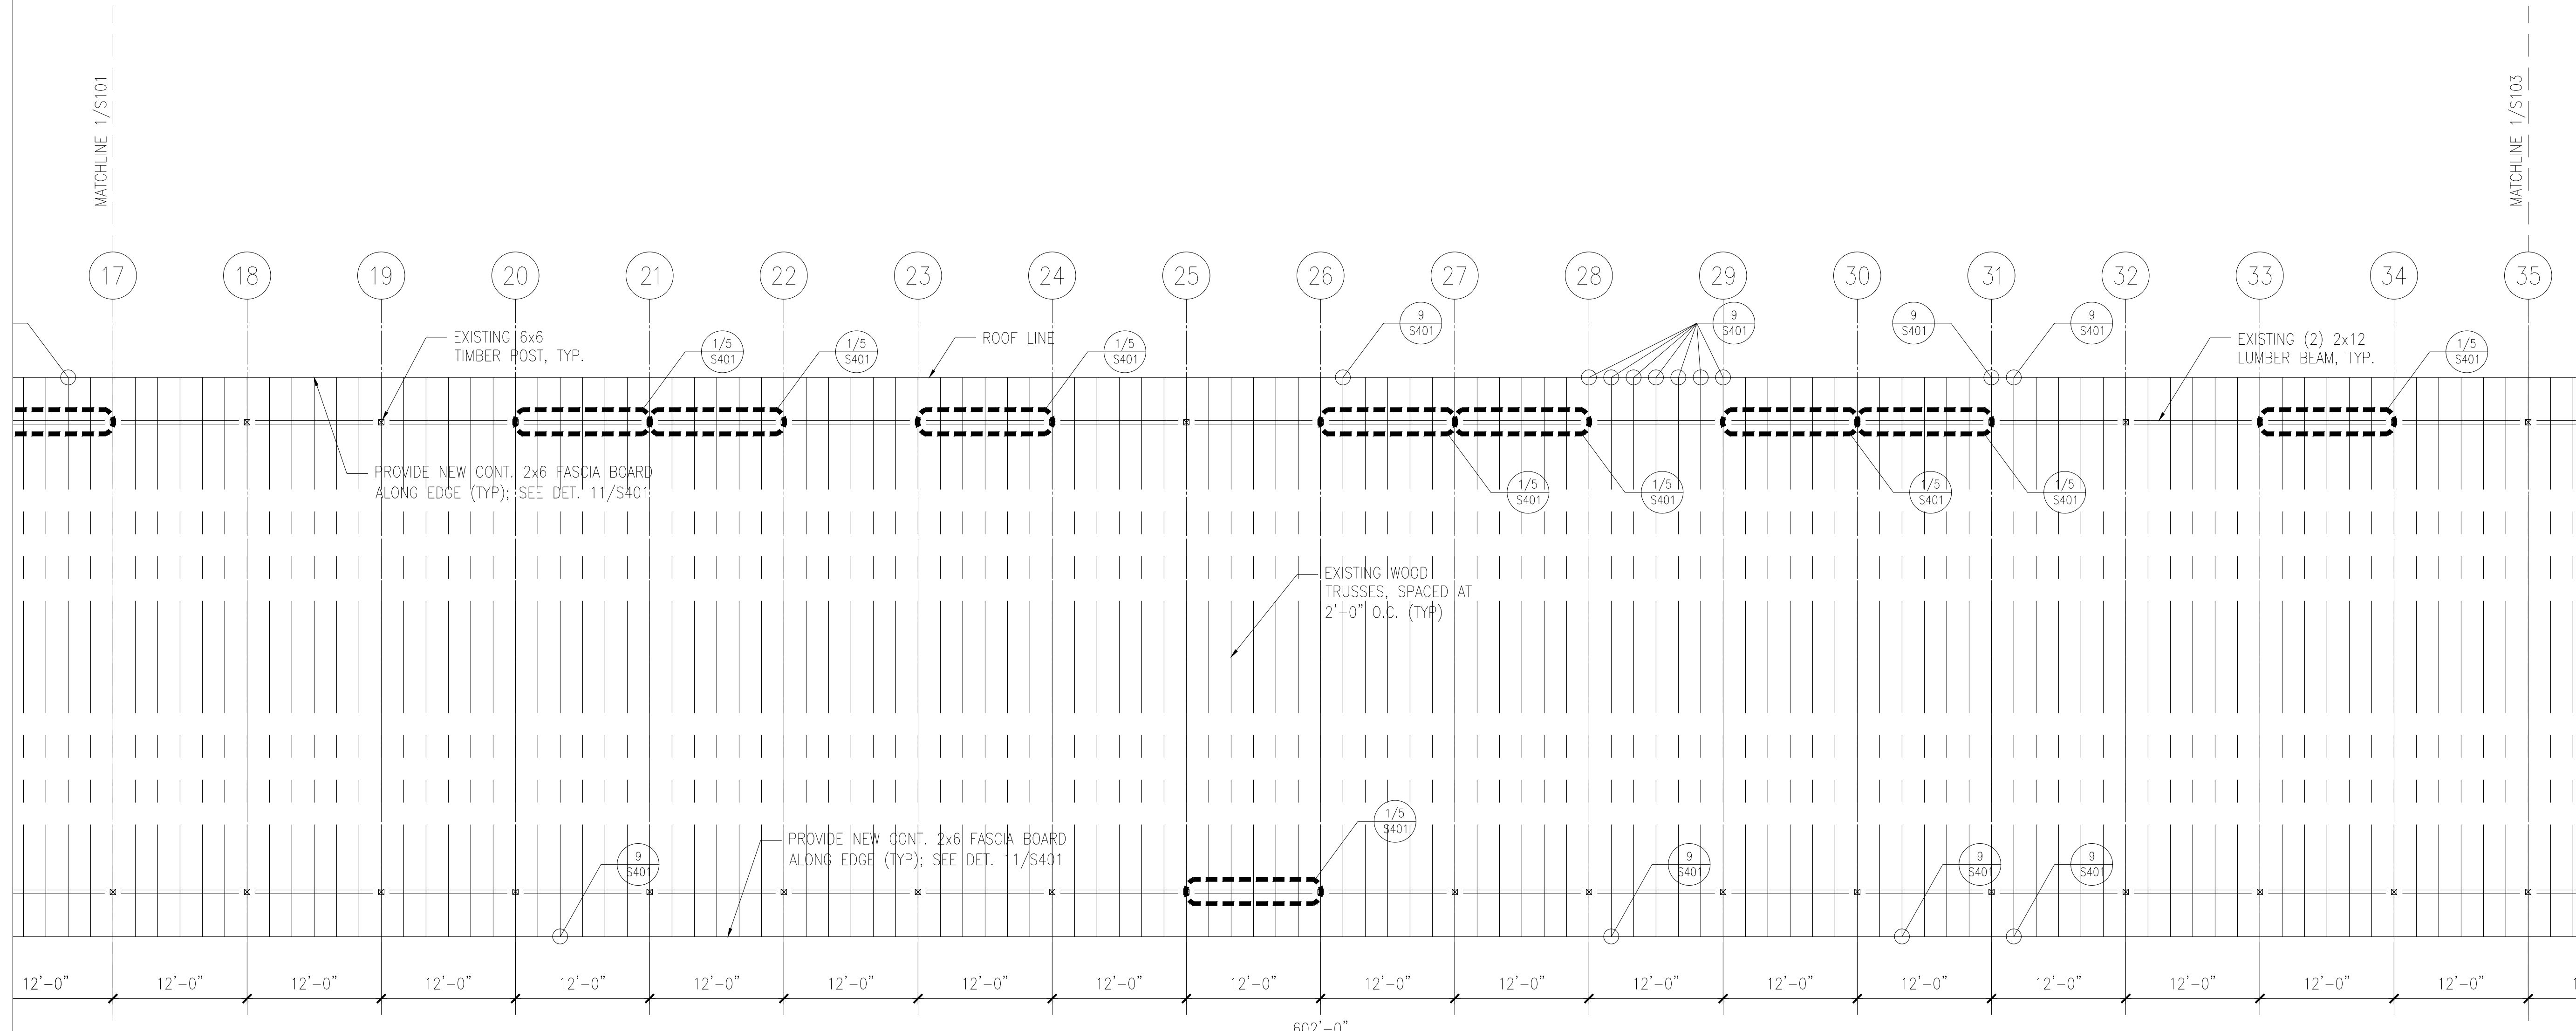 MATCHLINE 1/S101
MATCHLINE 1/S103
17 18 19 20 21 22 23 24 25 26 27 28 29 30 31 32 33 34 35
EXISTING 6x6
TIMBER POST, TYP.
1/5
S401
1/5
S401
ROOF LINE
1/5
S401
9
S401
9
S401
9
S401
9
S401
EXISTING (2) 2x12
LUMBER BEAM, TYP.
1/5
S401
PROVIDE NEW CONT. 2x6 FASCIA BOARD
ALONG EDGE (TYP); SEE DET. 11/S401
1/5
S401
1/5
S401
1/5
S401
1/5
S401
EXISTING WOOD
TRUSSES, SPACED AT
2'-0" O.C. (TYP)
1/5
S401
PROVIDE NEW CONT. 2x6 FASCIA BOARD
ALONG EDGE (TYP); SEE DET. 11/S401
9
S401
9
S401
9
S401
9
S401
12'-0" 12'-0" 12'-0" 12'-0" 12'-0" 12'-0" 12'-0" 12'-0" 12'-0" 12'-0" 12'-0" 12'-0" 12'-0" 12'-0" 12'-0" 12'-0" 12'-0" 12'-0" 12'-0"
602'-0"